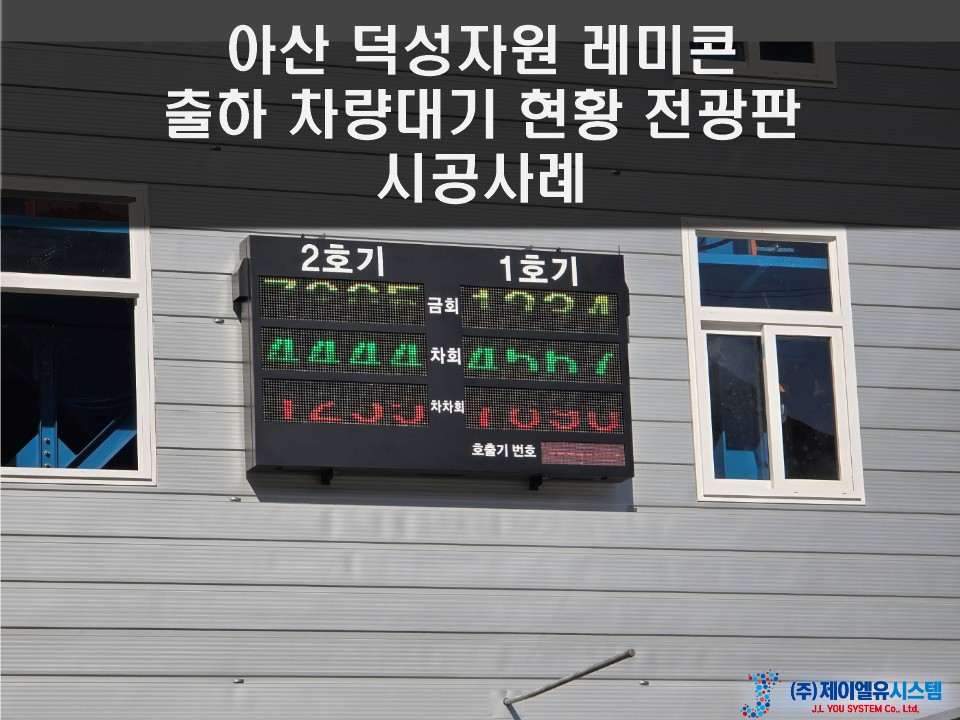 아산 덕성자원 레미콘
출하 차량대기 현황 전광판
시공사례
2호기 1호기
금회
4444 차회
차차회
호출기 번호
(주)제이엘유시스템
J.L YOU SYSTEM Co., Ltd.